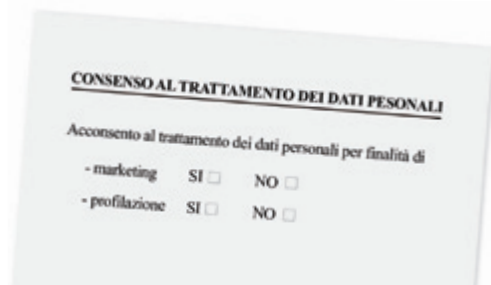 CONSENSO AL TRATTAMENTO DEI DATI PESONALI
Acconsento al trattamento dei dati personali per finalità di
- marketing SI □ NO □
- profilazione SI □ NO □